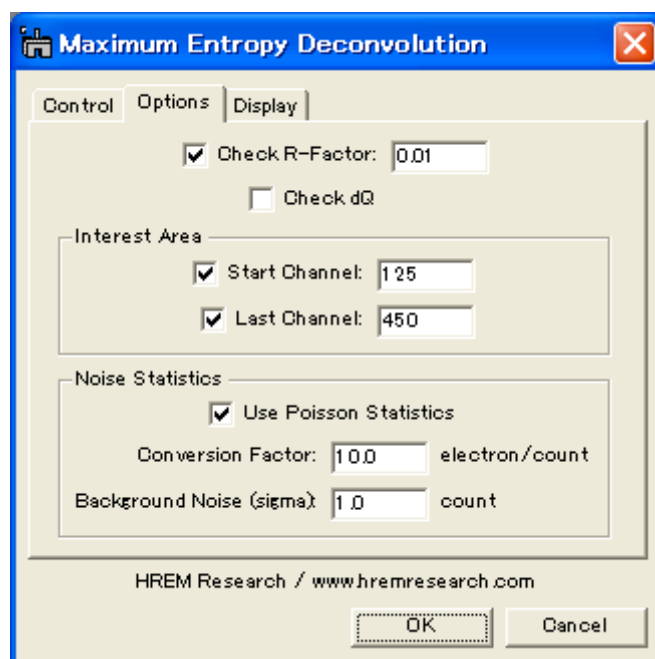 Maximum Entropy Deconvolution
Control Options Display
Check R-Factor: 0.01
Check dQ
Interest Area
Start Channel: 125
Last Channel: 450
Noise Statistics
Use Poisson Statistics
Conversion Factor: 10.0 electron/count
Background Noise (sigma): 1.0 count
HREM Research / www.hremresearch.com
OK Cancel